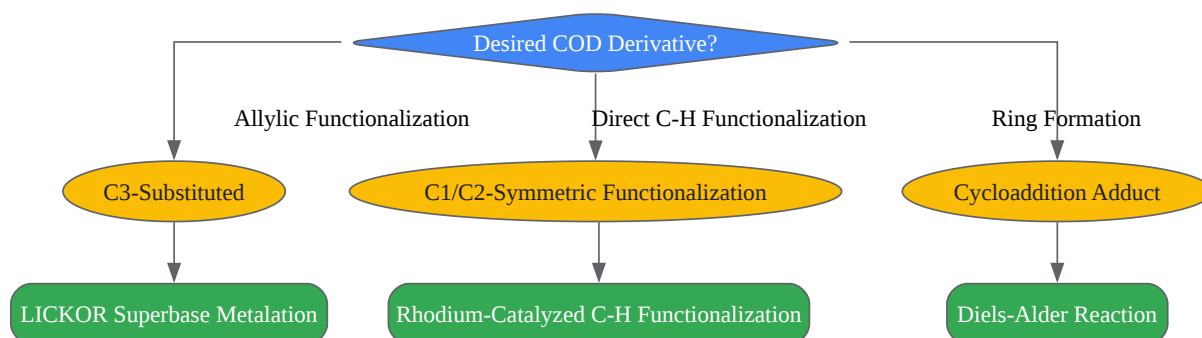 Desired COD Derivative?
Allylic Functionalization
Direct C-H Functionalization
Ring Formation
C3-Substituted
C1/C2-Symmetric Functionalization
Cycloaddition Adduct
LICKOR Superbase Metalation
Rhodium-Catalyzed C-H Functionalization
Diels-Alder Reaction